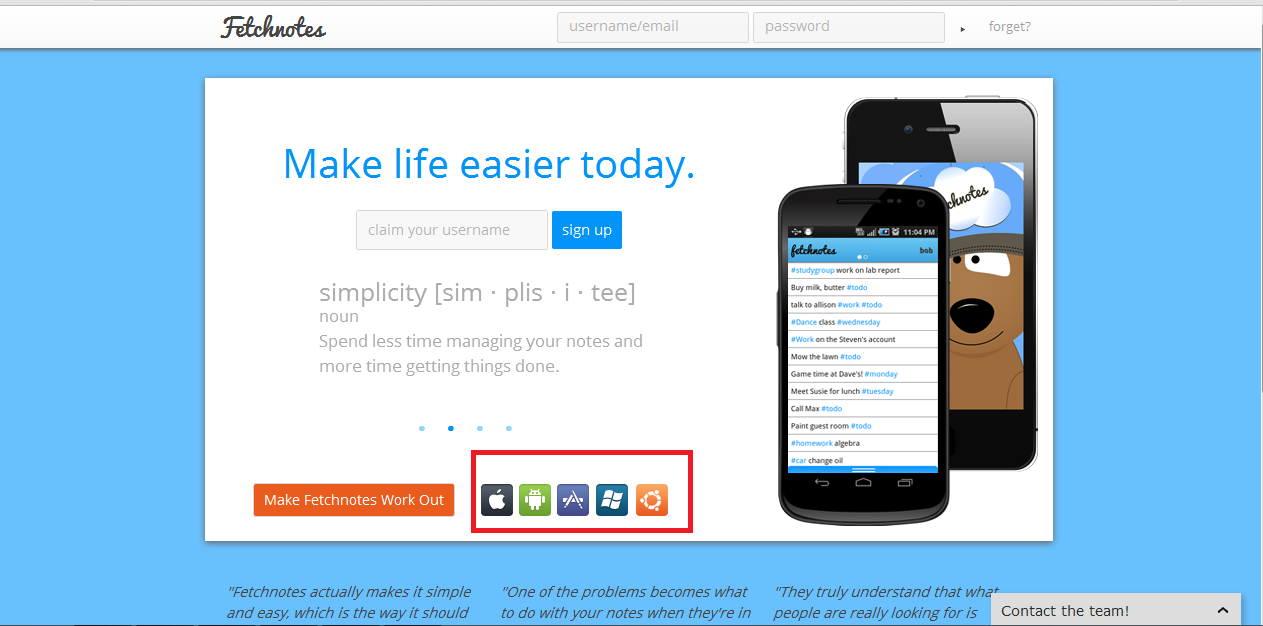 Fetchnotes
username/email
password
forget?
Make life easier today.
claim your username
sign up
simplicity [sim · plis · i · tee]
noun
Spend less time managing your notes and
more time getting things done.
Make Fetchnotes Work Out
chnotes
11:04 PM
fetchnotes
bob
#studygroup work on lab report
Buy milk, butter #todo
talk to allison #work #todo
#Dance class #wednesday
#Work on the Steven's account
Mow the lawn #todo
Game time at Dave's! #monday
Meet Susie for lunch #tuesday
Call Max #todo
Paint guest room #todo
#homework algebra
#car change oil
"Fetchnotes actually makes it simple
and easy, which is the way it should
"One of the problems becomes what
to do with your notes when they're in
"They truly understand that what
people are really looking for is
Contact the team!